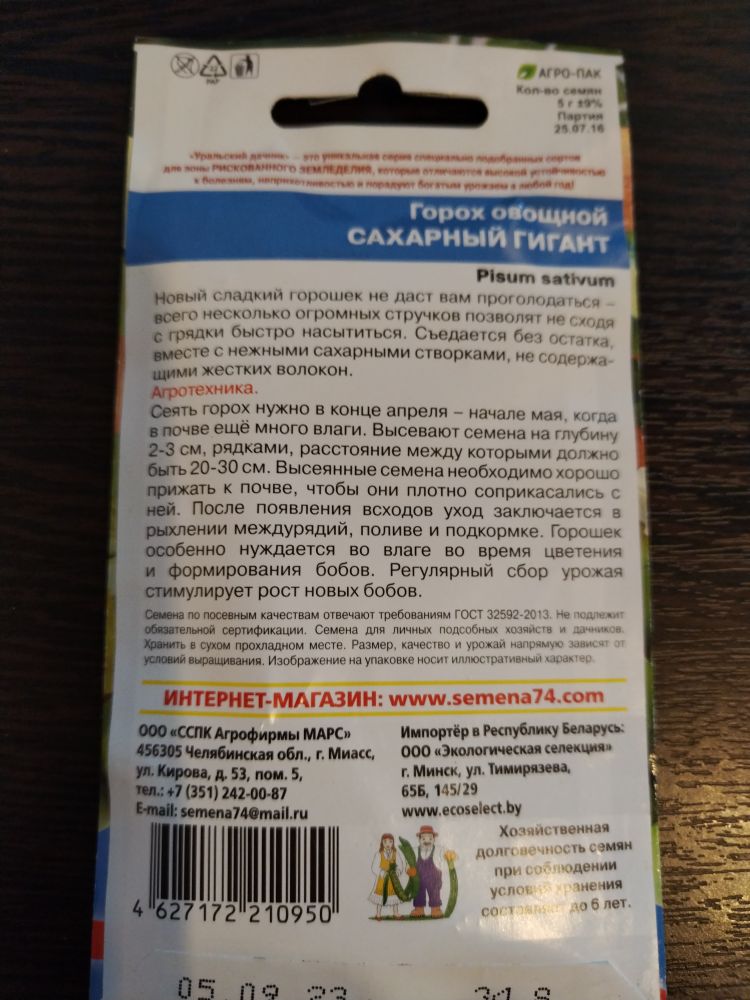 АГРО-ПАК
Кол-во семян
5 г ±9%
Партия
25.07.16
PAP
«Уральский дачник» – это уникальная серия специально подобранных сортов
для зоны РИСКОВАННОГО ЗЕМЛЕДЕЛИЯ, которые отличаются высокой устойчивостью
к болезням, неприхотливостью и порадуют богатым урожаем в любой год!
Горох овощной
САХАРНЫЙ ГИГАНТ
Pisum sativum
Новый сладкий горошек не даст вам проголодаться –
всего несколько огромных стручков позволят не сходя
с грядки быстро насытиться. Съедается без остатка,
вместе с нежными сахарными створками, не содержа-
щими жестких волокон.
Агротехника.
Сеять горох нужно в конце апреля – начале мая, когда
в почве ещё много влаги. Высевают семена на глубину
2-3 см, рядками, расстояние между которыми должно
быть 20-30 см. Высеянные семена необходимо хорошо
прижать к почве, чтобы они плотно соприкасались с
ней. После появления всходов уход заключается в
рыхлении междурядий, поливе и подкормке. Горошек
особенно нуждается во влаге во время цветения
и формирования бобов. Регулярный сбор урожая
стимулирует рост новых бобов.
Семена по посевным качествам отвечают требованиям ГОСТ 32592-2013. Не подлежит
обязательной сертификации. Семена для личных подсобных хозяйств и дачников.
Хранить в сухом прохладном месте. Размер, качество и урожай напрямую зависят от
условий выращивания. Изображение на упаковке носит иллюстративный характер.
ИНТЕРНЕТ-МАГАЗИН: www.semena74.com
ООО «ССПК Агрофирмы МАРС»
456305 Челябинская обл., г. Миасс,
ул. Кирова, д. 53, пом. 5,
тел.: +7 (351) 242-00-87
E-mail: semena74@mail.ru
Импортёр в Республику Беларусь:
ООО «Экологическая селекция»
г. Минск, ул. Тимирязева,
65Б, 145/29
www.ecoselect.by
Хозяйственная
долговечность семян
при соблюдении
условий хранения
составляет до 6 лет.
4 627172 210950
05.09.23